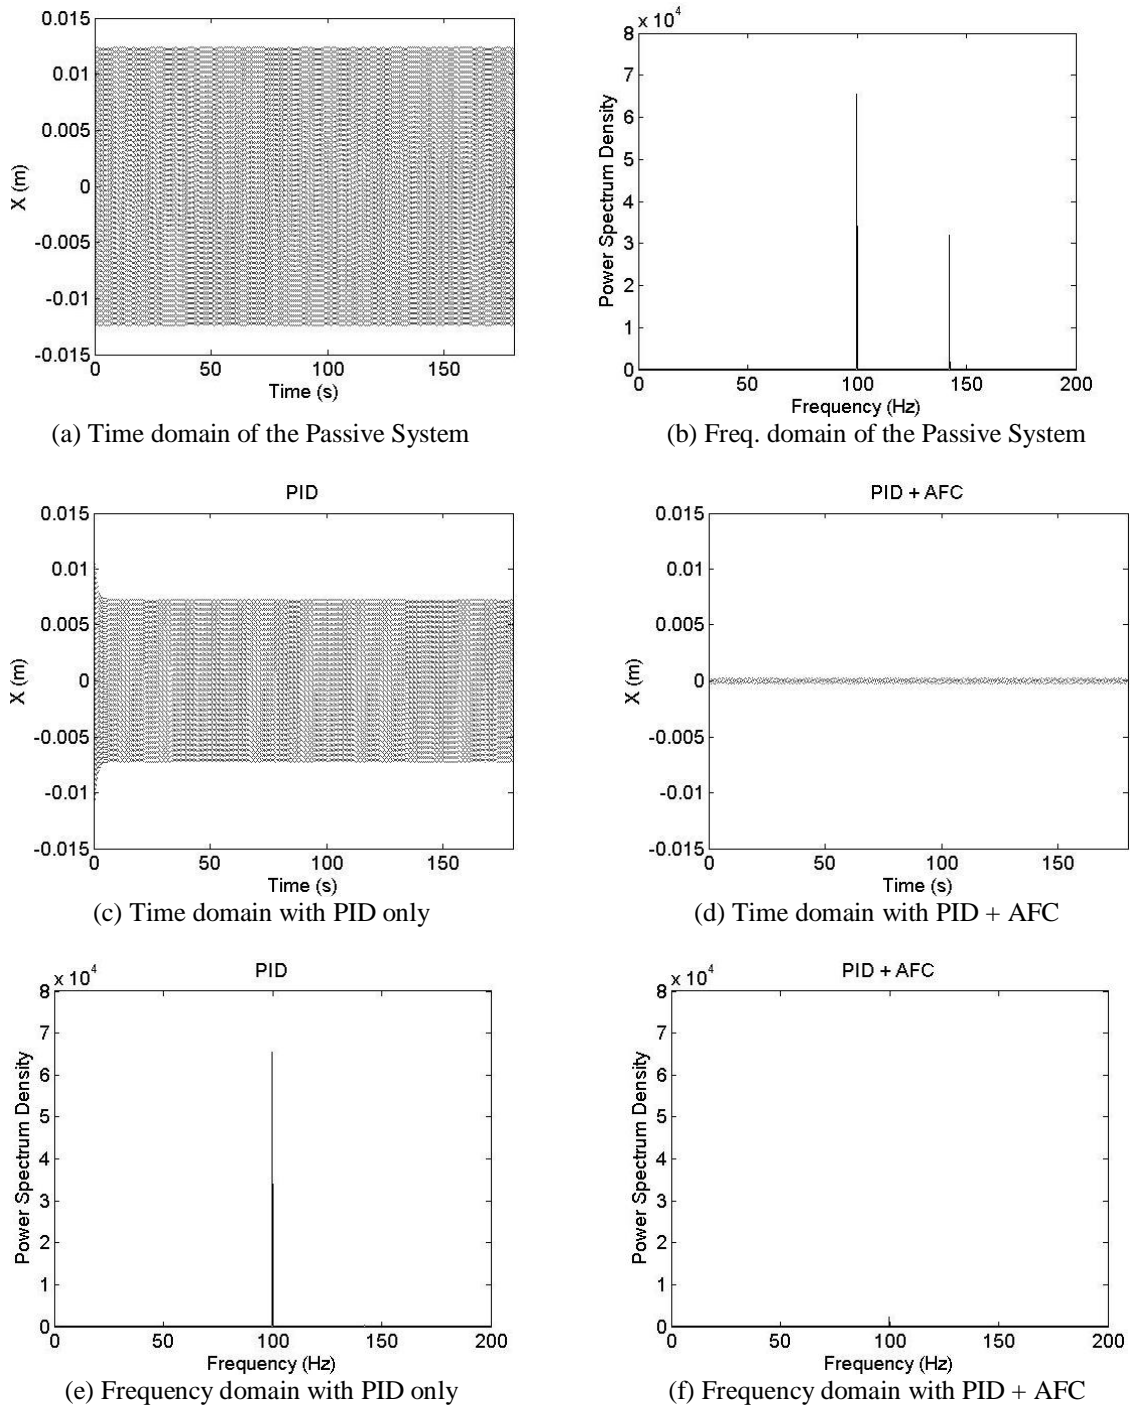 0.015
0.01
0.005
0
-0.005
-0.01
-0.015
X (m)
0 50 100 150
Time (s)
(a) Time domain of the Passive System
x 10^4
8
7
6
5
4
3
2
1
0
Power Spectrum Density
0 50 100 150 200
Frequency (Hz)
(b) Freq. domain of the Passive System
PID
0.015
0.01
0.005
0
-0.005
-0.01
-0.015
X (m)
0 50 100 150
Time (s)
(c) Time domain with PID only
PID + AFC
0.015
0.01
0.005
0
-0.005
-0.01
-0.015
X (m)
0 50 100 150
Time (s)
(d) Time domain with PID + AFC
PID
x 10^4
8
7
6
5
4
3
2
1
0
Power Spectrum Density
0 50 100 150 200
Frequency (Hz)
(e) Frequency domain with PID only
PID + AFC
x 10^4
8
7
6
5
4
3
2
1
0
Power Spectrum Density
0 50 100 150 200
Frequency (Hz)
(f) Frequency domain with PID + AFC